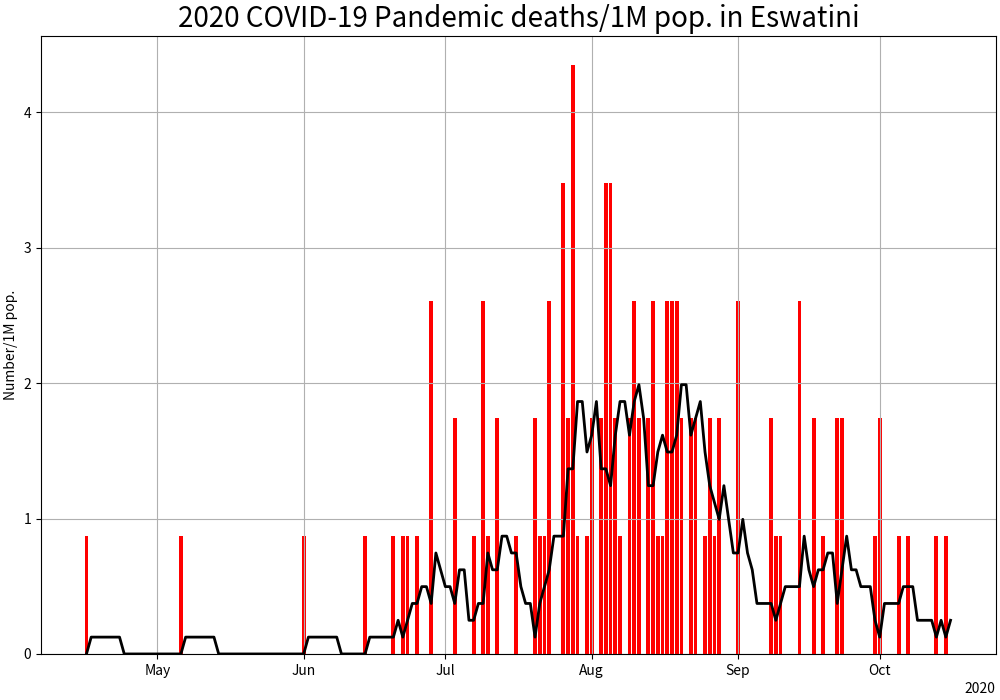 2020 COVID-19 Pandemic deaths/1M pop. in Eswatini
Number/1M pop.
4
3
2
1
0
May
Jun
Jul
Aug
Sep
Oct
2020